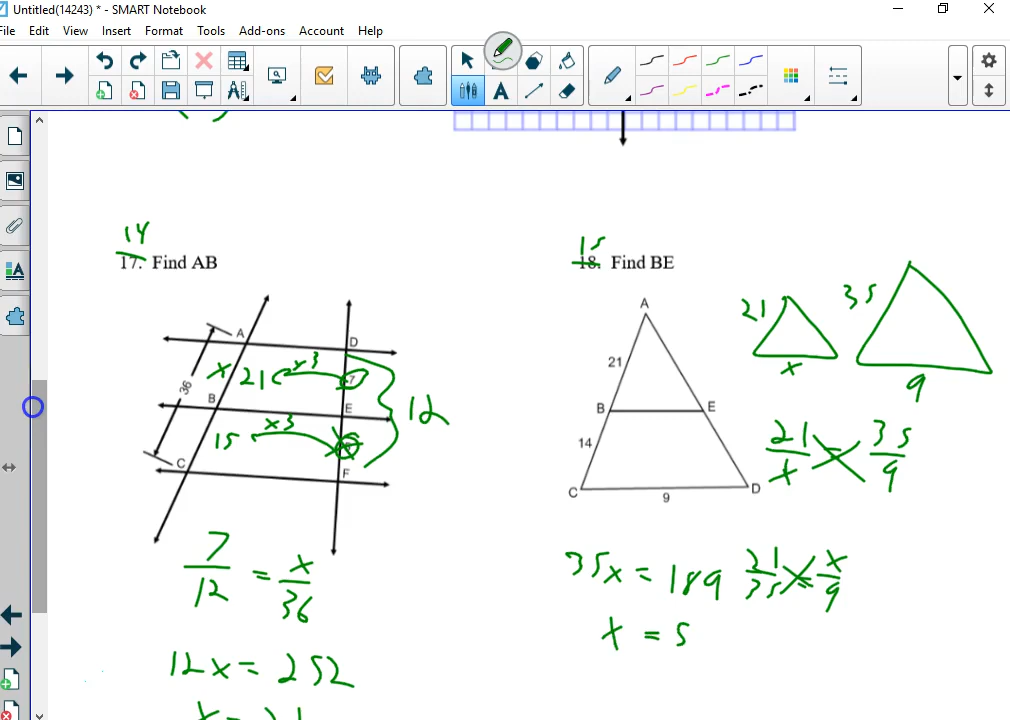 Untitled(14243) * - SMART Notebook
File Edit View Insert Format Tools Add-ons Account Help
14
17. Find AB
A
D
x 21 x3 7
36
B
E
12
15 x3
C
F
7/12 = x/36
12x = 252
x = 21
15
18. Find BE
A
21
B
E
14
C
D
9
21
x
35
9
21/x 35/9
35x = 189 21/35 x/9
x = 5